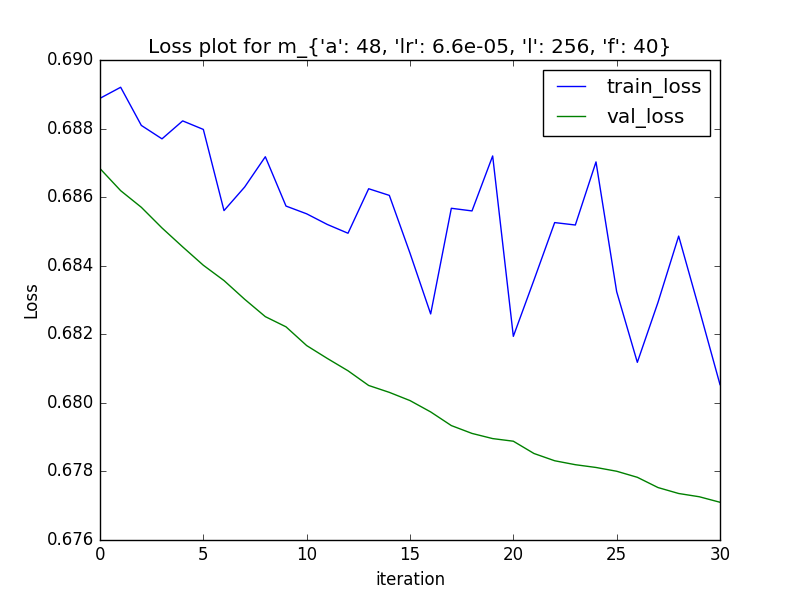 Loss plot for m_{'a': 48, 'lr': 6.6e-05, 'l': 256, 'f': 40}
0.690
0.688
0.686
0.684
0.682
0.680
0.678
0.676
Loss
train_loss
val_loss
0 5 10 15 20 25 30
iteration